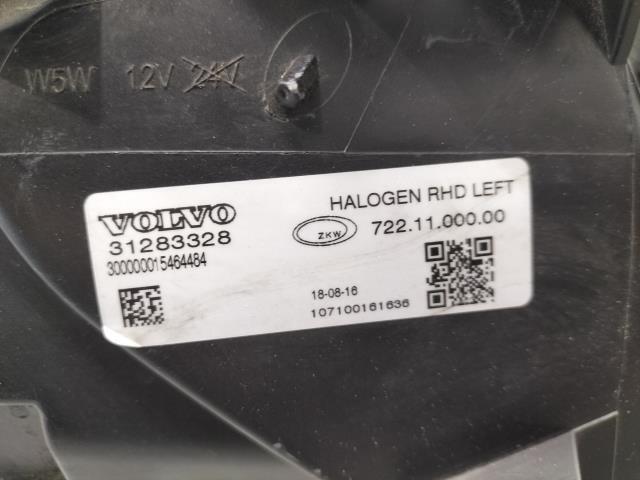 W5W 12V 24V
VOLVO
31283328
300000015464484
HALOGEN RHD LEFT
ZKW 722.11.000.00
18-08-16
107100161636